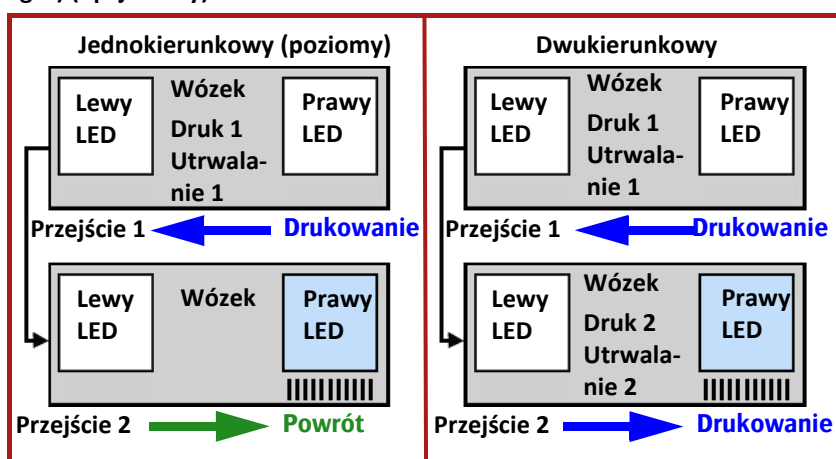 Jednokierunkowy (poziomy)
Lewy
LED
Wózek
Druk 1
Utrwala-
nie 1
Prawy
LED
Przejście 1
Drukowanie
Lewy
LED
Wózek
Prawy
LED
Przejście 2
Powrót
Dwukierunkowy
Lewy
LED
Wózek
Druk 1
Utrwala-
nie 1
Prawy
LED
Przejście 1
Drukowanie
Lewy
LED
Wózek
Druk 2
Utrwala-
nie 2
Prawy
LED
Przejście 2
Drukowanie